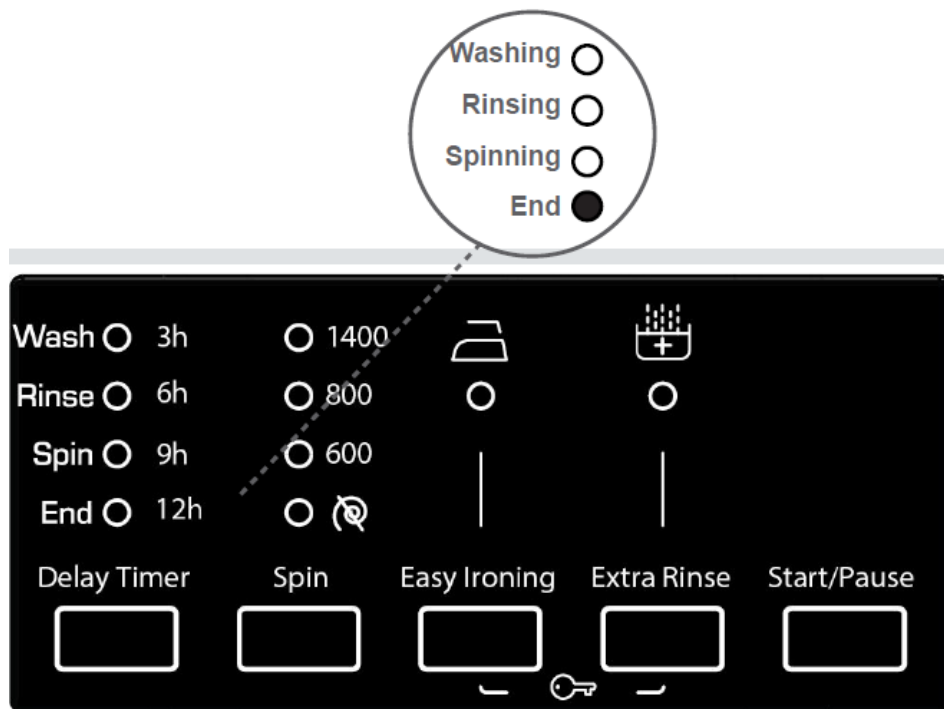 Washing
Rinsing
Spinning
End
Wash 3h 1400
Rinse 6h 800
Spin 9h 600
End 12h
Delay Timer Spin Easy Ironing Extra Rinse Start/Pause